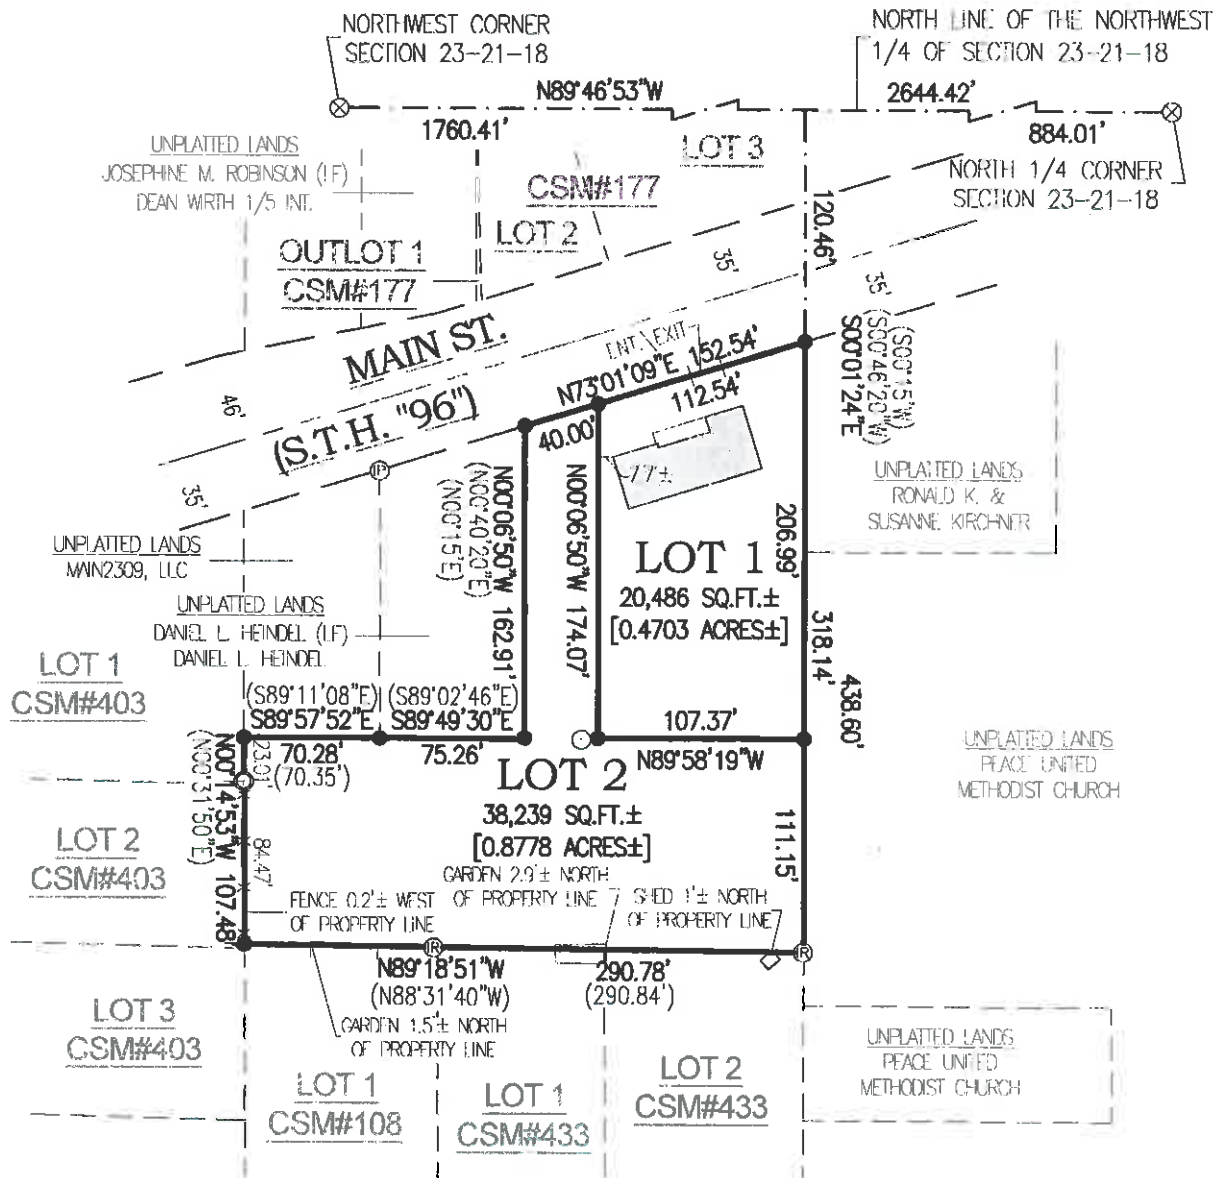 NORTHWEST CORNER
SECTION 23-21-18
NORTH LINE OF THE NORTHWEST
1/4 OF SECTION 23-21-18
N89°46'53"W
2644.42'
1760.41'
884.01'
UNPLATTED LANDS
JOSEPHINE M. ROBINSON (LF)
DEAN WIRTH 1/5 INT.
LOT 3
CSM#177
LOT 2
NORTH 1/4 CORNER
SECTION 23-21-18
120.46'
OUTLOT 1
CSM#177
35'
35'
MAIN ST.
(S.T.H. "96")
46'
35'
ENT.\EXIT
N73°01'09"E 152.54'
112.54'
40.00'
(S00°15'W)
(S00°46'20"W)
S00°01'24"E
IP
77'±
N00°06'50"W 162.91'
(N00°40'20"E)
(N00°15'E)
N00°06'50"W 174.07'
206.99'
UNPLATTED LANDS
RONALD K. &
SUSANNE KIRCHNER
UNPLATTED LANDS
MAIN2309, LLC
LOT 1
20,486 SQ.FT.±
[0.4703 ACRES±]
UNPLATTED LANDS
DANIEL L. HEINDEL (LF)
DANIEL L. HEINDEL
318.14'
438.60'
LOT 1
CSM#403
(S89°11'08"E)
S89°57'52"E
70.28'
(70.35')
(S89°02'46"E)
S89°49'30"E
75.26'
107.37'
N89°58'19"W
UNPLATTED LANDS
PEACE UNITED
METHODIST CHURCH
N00°14'53"W 107.48'
(N00°31'50"E)
23.01'
84.47'
LOT 2
38,239 SQ.FT.±
[0.8778 ACRES±]
111.15'
LOT 2
CSM#403
GARDEN 2.9'± NORTH
OF PROPERTY LINE
FENCE 0.2'± WEST
OF PROPERTY LINE
SHED 1'± NORTH
OF PROPERTY LINE
IR
IR
N89°18'51"W
(N88°31'40"W)
290.78'
(290.84')
GARDEN 1.5'± NORTH
OF PROPERTY LINE
LOT 3
CSM#403
LOT 1
CSM#108
LOT 1
CSM#433
LOT 2
CSM#433
UNPLATTED LANDS
PEACE UNITED
METHODIST CHURCH